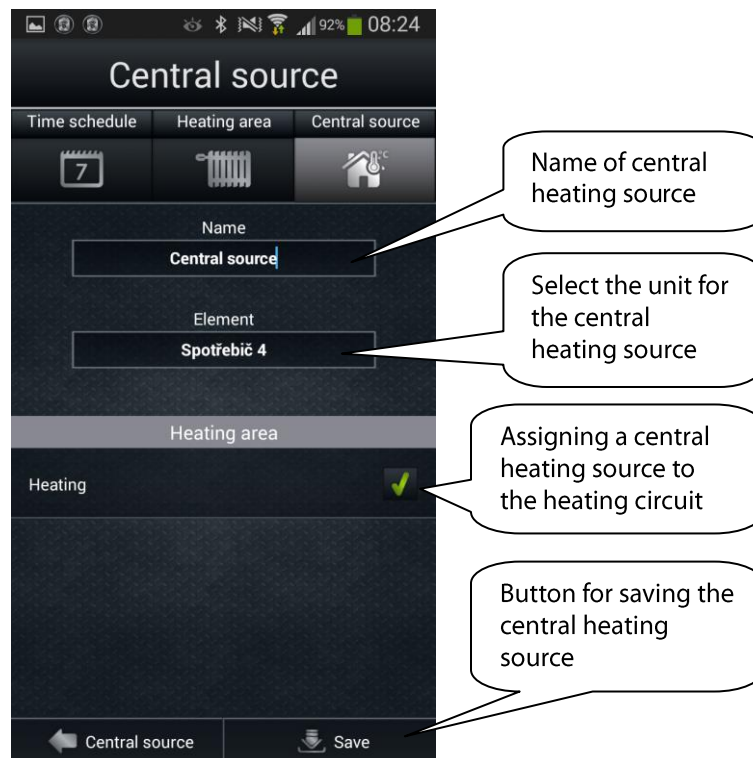 92% 08:24
Central source
Time schedule Heating area Central source
7 °C
Name
Central source
Element
Spotřebič 4
Heating area
Heating
Central source Save
Name of central
heating source
Select the unit for
the central
heating source
Assigning a central
heating source to
the heating circuit
Button for saving the
central heating
source